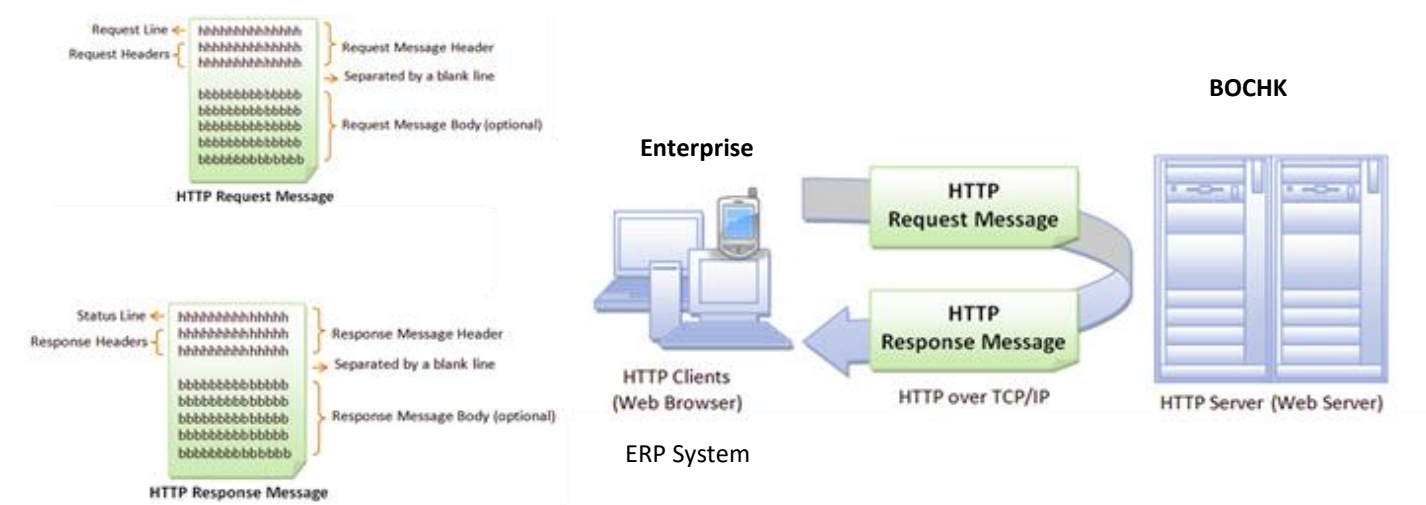 Request Line
Request Headers
hhhhhhhhhhhhhh
hhhhhhhhhhhhhh
hhhhhhhhhhhhhh
Request Message Header
Separated by a blank line
bbbbbbbbbbbbbb
bbbbbbbbbbbbbb
bbbbbbbbbbbbbb
bbbbbbbbbbbbbb
bbbbbbbbbbbbbb
Request Message Body (optional)
HTTP Request Message
Status Line
Response Headers
hhhhhhhhhhhhhh
hhhhhhhhhhhhhh
hhhhhhhhhhhhhh
Response Message Header
Separated by a blank line
bbbbbbbbbbbbbb
bbbbbbbbbbbbbb
bbbbbbbbbbbbbb
bbbbbbbbbbbbbb
bbbbbbbbbbbbbb
Response Message Body (optional)
HTTP Response Message
Enterprise
HTTP Clients
(Web Browser)
ERP System
HTTP
Request Message
HTTP
Response Message
HTTP over TCP/IP
BOCHK
HTTP Server (Web Server)